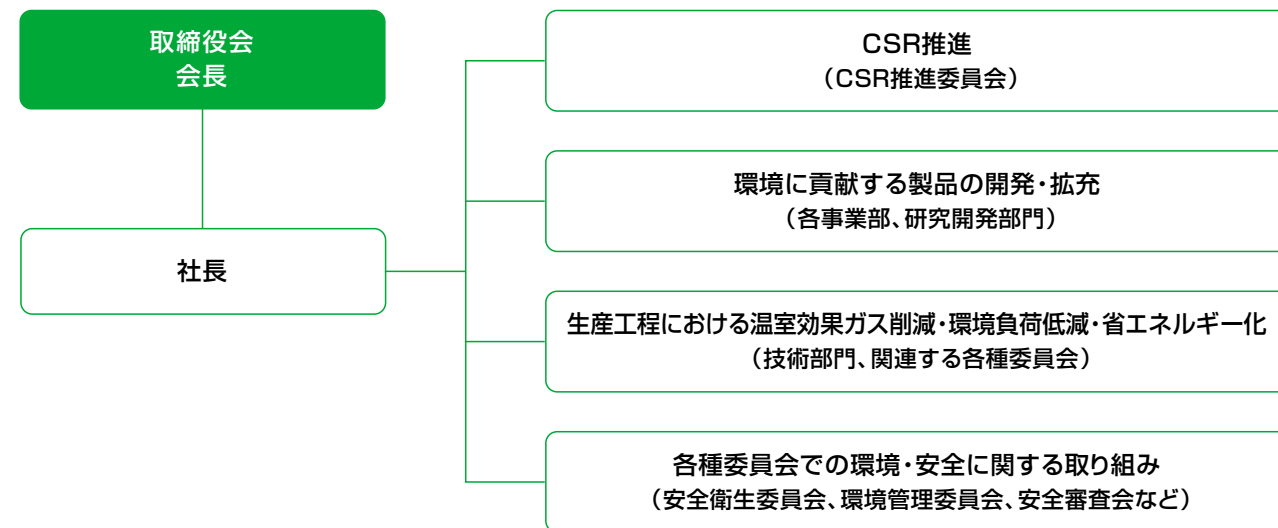 取締役会
会長
社長
CSR推進
（CSR推進委員会）
環境に貢献する製品の開発・拡充
（各事業部、研究開発部門）
生産工程における温室効果ガス削減・環境負荷低減・省エネルギー化
（技術部門、関連する各種委員会）
各種委員会での環境・安全に関する取り組み
（安全衛生委員会、環境管理委員会、安全審査会など）